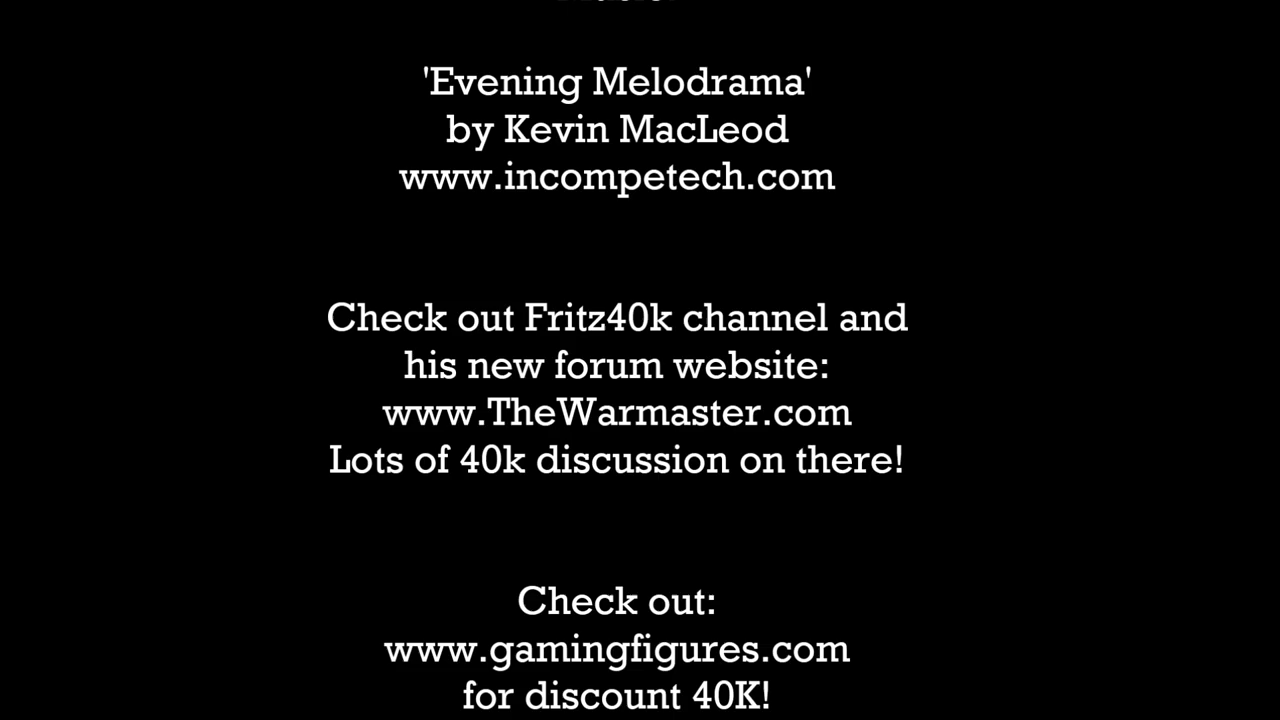 'Evening Melodrama'
by Kevin MacLeod
www.incompetech.com
Check out Fritz40k channel and
his new forum website:
www.TheWarmaster.com
Lots of 40k discussion on there!
Check out:
www.gamingfigures.com
for discount 40K!